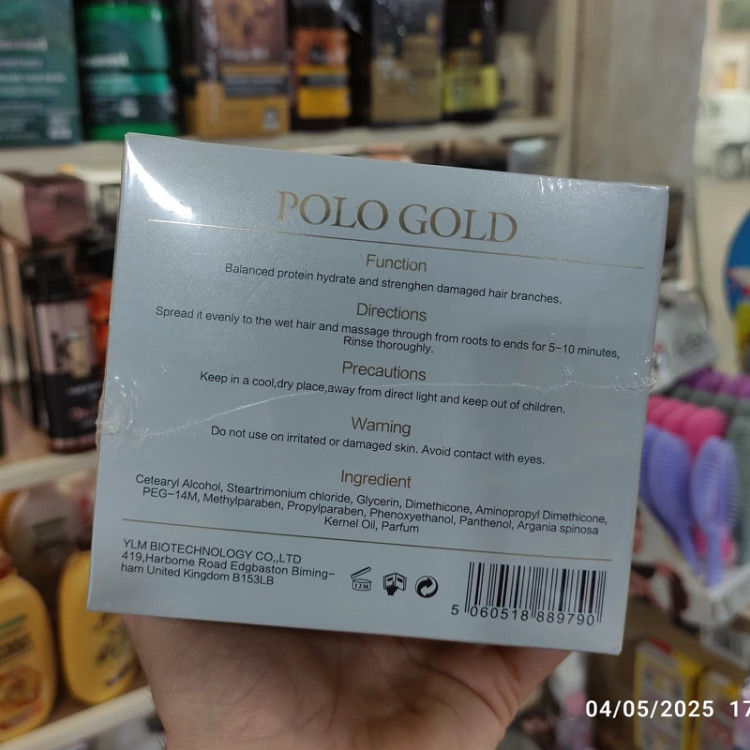 POLO GOLD
Function
Balanced protein hydrate and strenghen damaged hair branches.
Directions
Spread it evenly to the wet hair and massage through from roots to ends for 5-10 minutes,
Rinse thoroughly.
Precautions
Keep in a cool,dry place,away from direct light and keep out of children.
Warning
Do not use on irritated or damaged skin. Avoid contact with eyes.
Ingredient
Cetearyl Alcohol, Steartrimonium chloride, Glycerin, Dimethicone, Aminopropyl Dimethicone,
PEG-14M, Methylparaben, Propylparaben, Phenoxyethanol, Panthenol, Argania spinosa
Kernel Oil, Parfum
YLM BIOTECHNOLOGY CO.,LTD
419,Harborne Road Edgbaston Biming-
ham United Kingdom B153LB
12M
5 060518 889790
04/05/2025 17